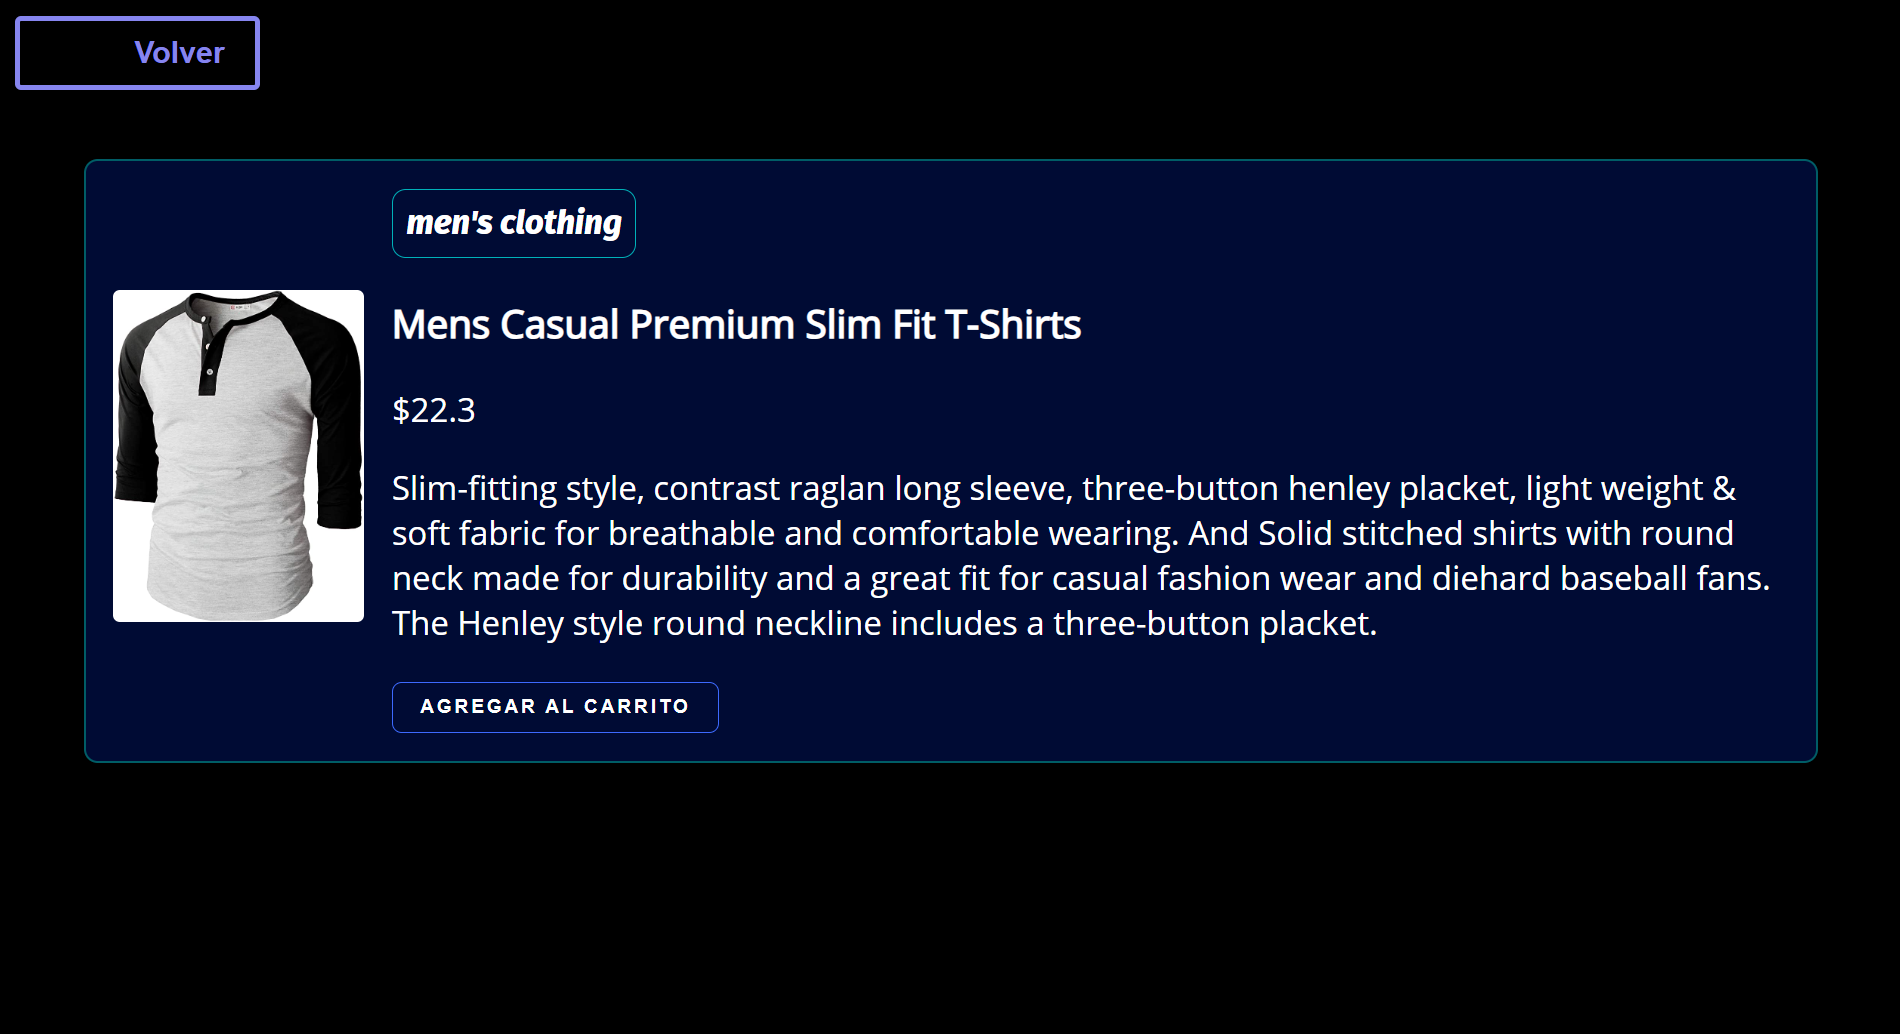 Volver
men's clothing
Mens Casual Premium Slim Fit T-Shirts
$22.3
Slim-fitting style, contrast raglan long sleeve, three-button henley placket, light weight &
soft fabric for breathable and comfortable wearing. And Solid stitched shirts with round
neck made for durability and a great fit for casual fashion wear and diehard baseball fans.
The Henley style round neckline includes a three-button placket.
AGREGAR AL CARRITO